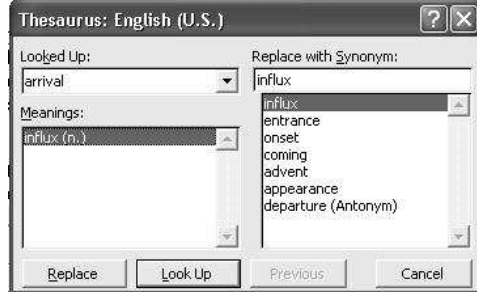 Thesaurus: English (U.S.)
Looked Up:
arrival
Meanings:
influx (n.)
Replace with Synonym:
influx
influx
entrance
onset
coming
advent
appearance
departure (Antonym)
Replace
Look Up
Previous
Cancel